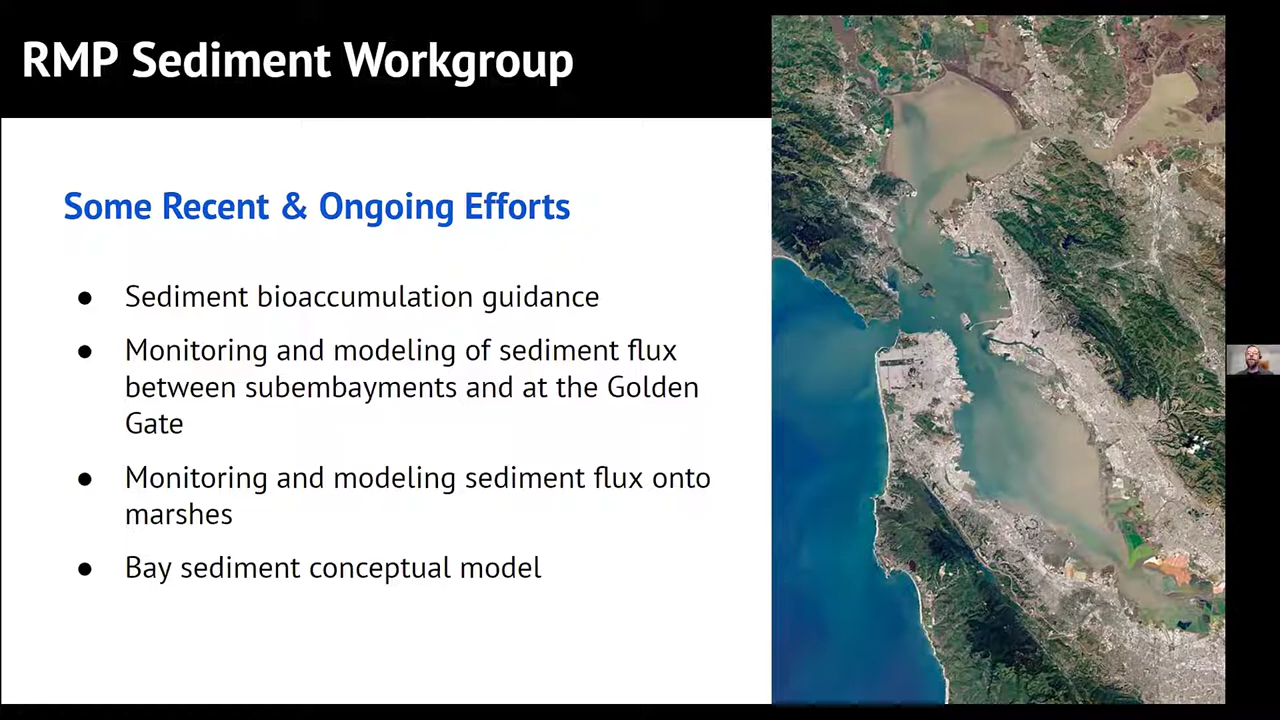 RMP Sediment Workgroup
Some Recent & Ongoing Efforts
● Sediment bioaccumulation guidance
● Monitoring and modeling of sediment flux
between subembayments and at the Golden
Gate
● Monitoring and modeling sediment flux onto
marshes
● Bay sediment conceptual model